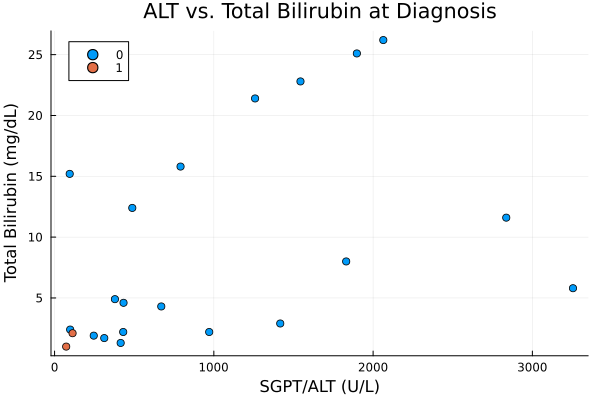 ALT vs. Total Bilirubin at Diagnosis
0
1
25
20
15
10
5
Total Bilirubin (mg/dL)
0 1000 2000 3000
SGPT/ALT (U/L)